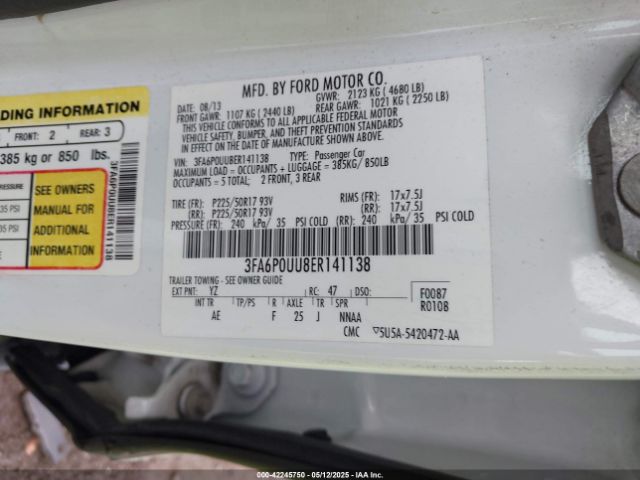 DING INFORMATION
FRONT: 2 REAR: 3
385 kg or 850 lbs.
PRESSURE
35 PSI
35 PSI
SEE OWNERS
MANUAL FOR
ADDITIONAL
INFORMATION
3FA6P0UU8ER141138
MFD. BY FORD MOTOR CO.
DATE: 08/13 GVWR: 2123 KG ( 4680 LB)
FRONT GAWR: 1107 KG ( 2440 LB) REAR GAWR: 1021 KG ( 2250 LB)
THIS VEHICLE CONFORMS TO ALL APPLICABLE FEDERAL MOTOR
VEHICLE SAFETY, BUMPER, AND THEFT PREVENTION STANDARDS IN
EFFECT ON THE DATE OF MANUFACTURE SHOWN ABOVE.
VIN: 3FA6P0UU8ER141138 TYPE: Passenger Car
MAXIMUM LOAD = OCCUPANTS + LUGGAGE = 385KG/ 850LB
OCCUPANTS = 5 TOTAL: 2 FRONT, 3 REAR
TIRE (FR): P225/50R17 93V RIMS (FR): 17x7.5J
(RR): P225/50R17 93V (RR): 17x7.5J
PRESSURE (FR): 240 kPa/ 35 PSI COLD (RR): 240 kPa/ 35 PSI COLD
3FA6P0UU8ER141138
TRAILER TOWING - SEE OWNER GUIDE
EXT PNT: YZ RC: 47 DSO: F0087
R0108
INT TR TP/PS R AXLE TR SPR
AE F 25 J NNAA
CMC ▽5U5A-5420472-AA
000-42245750 - 05/12/2025 - IAA, Inc.